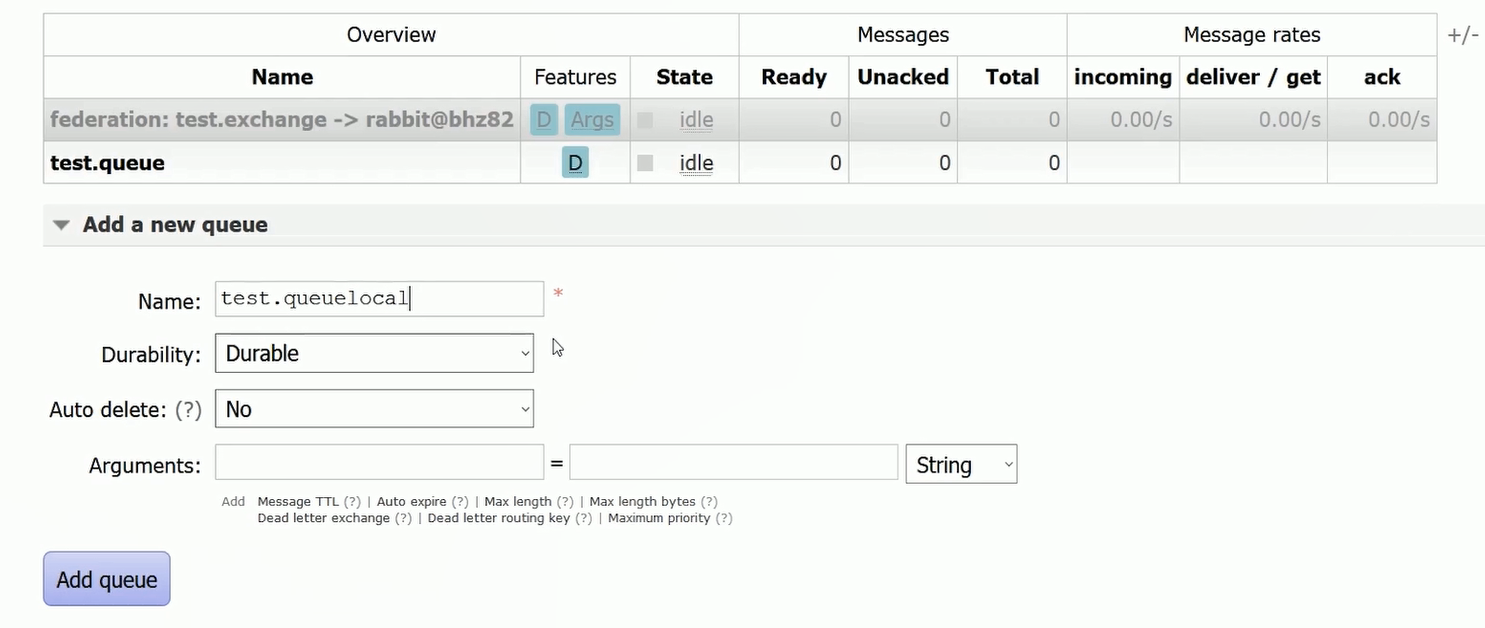 Overview Messages Message rates +/-
Name Features State Ready Unacked Total incoming deliver / get ack
federation: test.exchange -> rabbit@bhz82 D Args idle 0 0 0 0.00/s 0.00/s 0.00/s
test.queue D idle 0 0 0
Add a new queue
Name: test.queuelocal *
Durability: Durable
Auto delete: (?) No
Arguments: = String
Add Message TTL (?) | Auto expire (?) | Max length (?) | Max length bytes (?)
Dead letter exchange (?) | Dead letter routing key (?) | Maximum priority (?)
Add queue